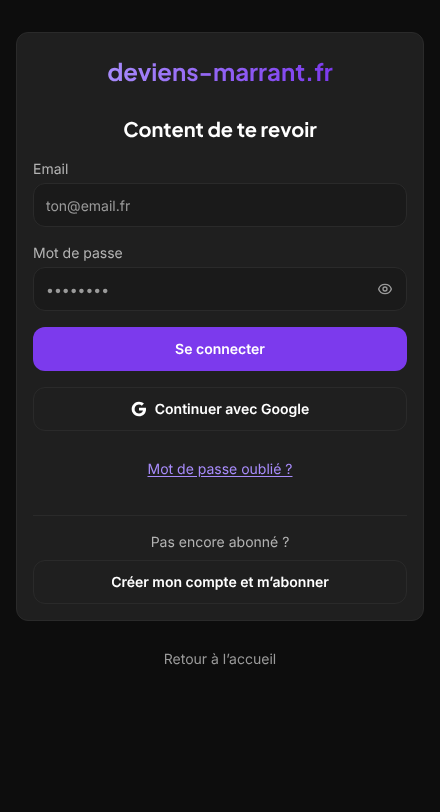 deviens-marrant.fr
Content de te revoir
Email
ton@email.fr
Mot de passe
••••••••
Se connecter
Continuer avec Google
Mot de passe oublié ?
Pas encore abonné ?
Créer mon compte et m’abonner
Retour à l’accueil